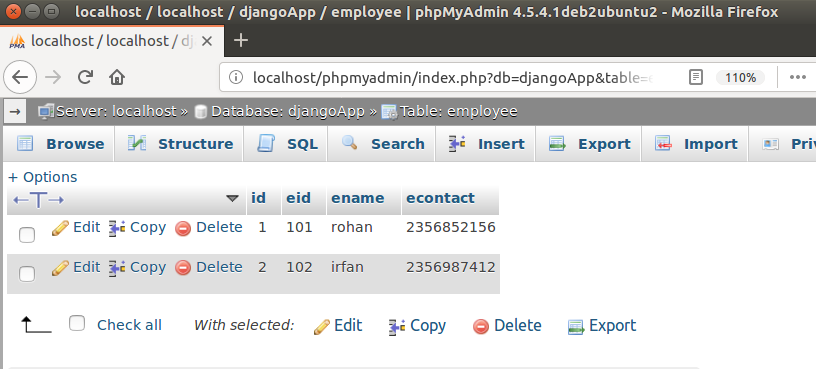 localhost / localhost / djangoApp / employee | phpMyAdmin 4.5.4.1deb2ubuntu2 - Mozilla Firefox
PMA localhost / localhost / dj
localhost/phpmyadmin/index.php?db=djangoApp&table= 110%
Server: localhost » Database: djangoApp » Table: employee
Browse Structure SQL Search Insert Export Import Pri
+ Options
id eid ename econtact
Edit Copy Delete 1 101 rohan 2356852156
Edit Copy Delete 2 102 irfan 2356987412
Check all With selected: Edit Copy Delete Export